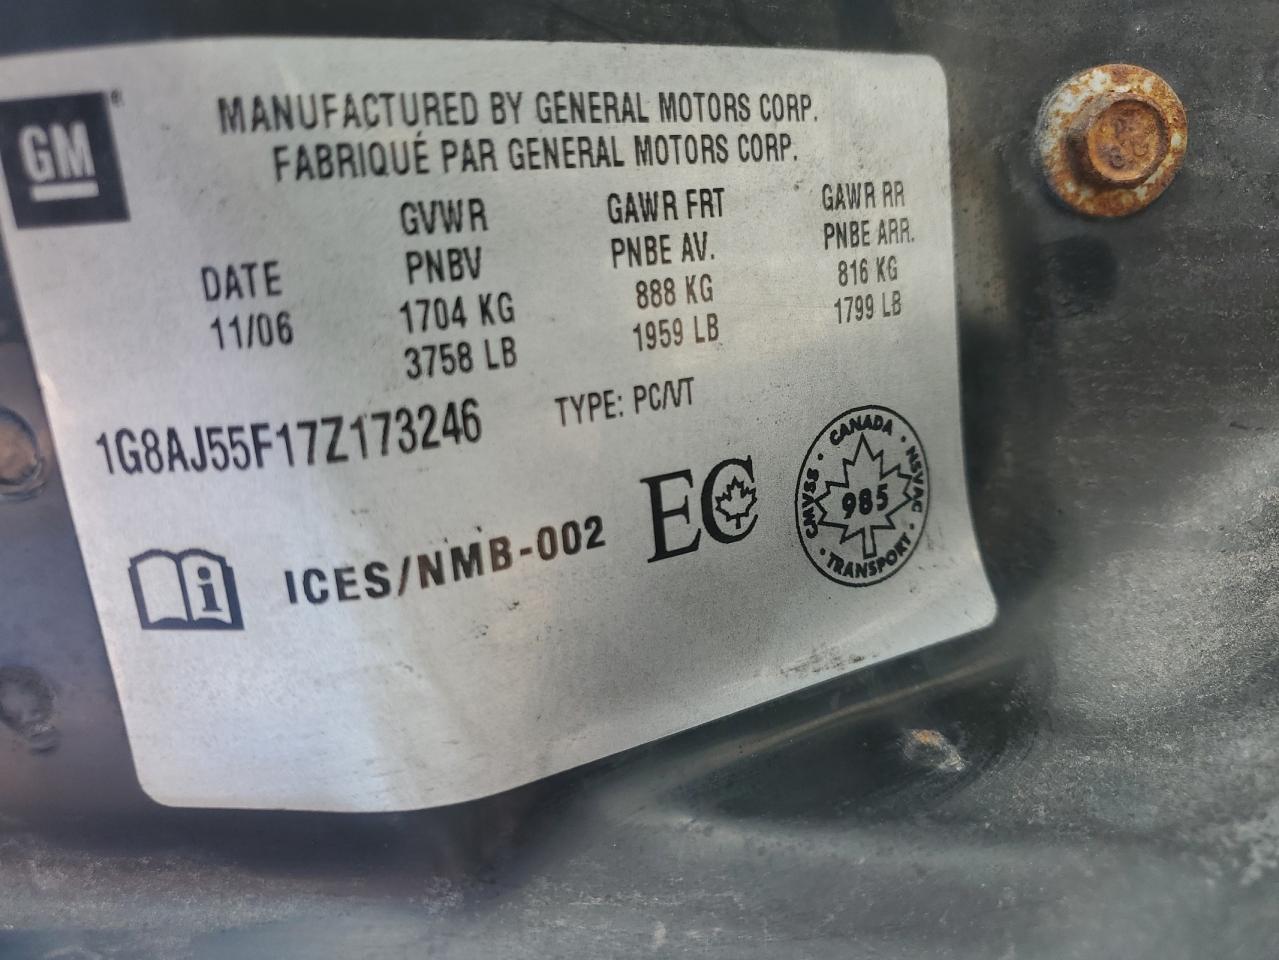 GM
MANUFACTURED BY GENERAL MOTORS CORP.
FABRIQUÉ PAR GENERAL MOTORS CORP.
DATE
11/06
GVWR
PNBV
1704 KG
3758 LB
GAWR FRT
PNBE AV.
888 KG
1959 LB
GAWR RR
PNBE ARR.
816 KG
1799 LB
1G8AJ55F17Z173246
TYPE: PC/VT
i
ICES/NMB-002
EC
CANADA · NSVAC · TRANSPORT · CMVSS ·
985